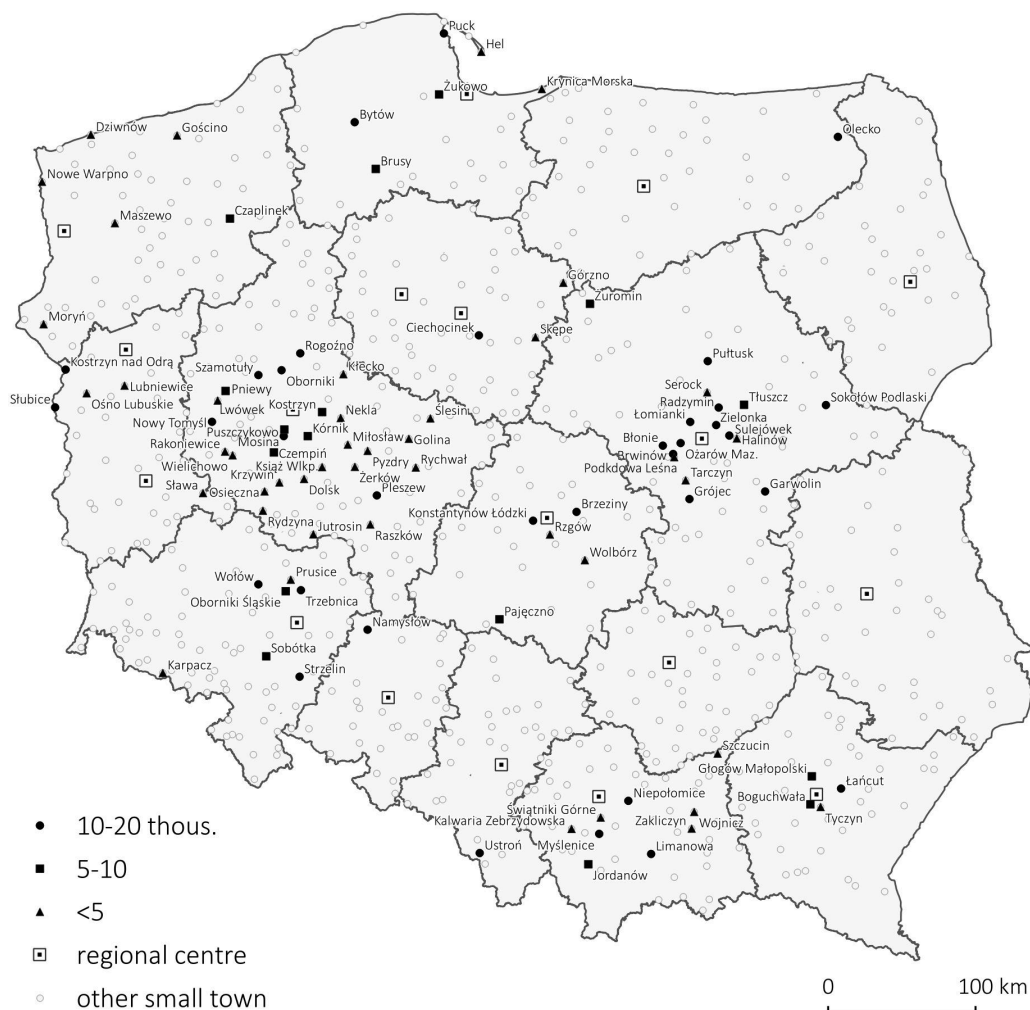 Puck
Hel
Żukowo
Krynica Morska
Bytów
Olecko
Dziwnów
Gościno
Brusy
Nowe Warpno
Maszewo
Czaplinek
Górzno
Żuromin
Moryń
Ciechocinek
Skępe
Rogoźno
Kostrzyn nad Odrą
Szamotuły
Oborniki
Kłecko
Pułtusk
Lubniewice
Pniewy
Serock
Słubice
Ośno Lubuskie
Lwówek
Kostrzyn
Nekla
Ślesin
Radzymin
Tłuszcz
Sokołów Podlaski
Nowy Tomyśl
Puszczykowo
Kórnik
Łomianki
Zielonka
Sulejówek
Rakoniewice
Mosina
Miłosław
Golina
Błonie
Halinów
Czempiń
Brwinów
Ożarów Maz.
Wielichowo
Książ Wlkp.
Pyzdry
Rychwał
Podkdowa Leśna
Krzywiń
Żerków
Tarczyn
Sława
Osieczna
Dolsk
Pleszew
Grójec
Garwolin
Konstantynów Łódzki
Brzeziny
Rydzyna
Jutrosin
Raszków
Rzgów
Wolbórz
Wołów
Prusice
Oborniki Śląskie
Trzebnica
Pajęczno
Namysłów
Sobótka
Karpacz
Strzelin
Szczucin
Głogów Małopolski
Łańcut
Niepołomice
Boguchwała
Świątniki Górne
Kalwaria Zebrzydowska
Zakliczyn
Wojnicz
Tyczyn
Ustroń
Myślenice
Limanowa
Jordanów
10-20 thous.
5-10
<5
regional centre
other small town
0 100 km